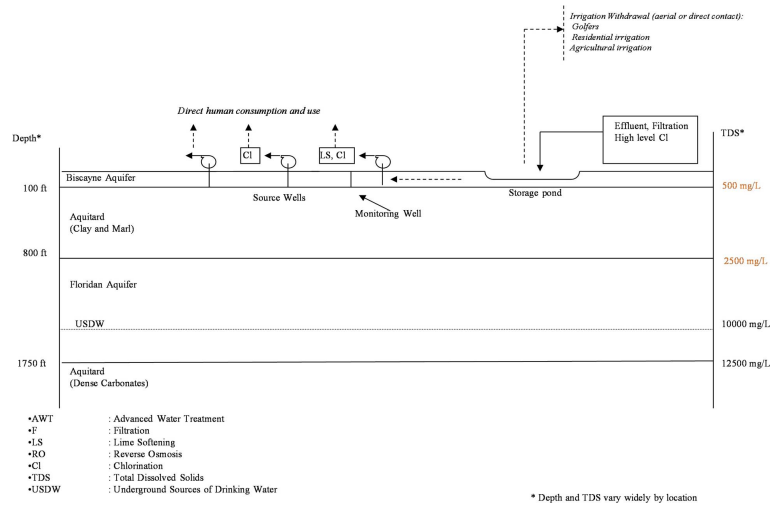 Irrigation Withdrawal (aerial or direct contact):
Golfers
Residential irrigation
Agricultural irrigation
Direct human consumption and use
Effluent, Filtration
High level Cl
Depth*
TDS*
Cl
LS, Cl
Biscayne Aquifer
100 ft
500 mg/L
Source Wells
Storage pond
Monitoring Well
Aquitard
(Clay and Marl)
800 ft
2500 mg/L
Floridan Aquifer
USDW
10000 mg/L
1750 ft
12500 mg/L
Aquitard
(Dense Carbonates)
▪AWT : Advanced Water Treatment
▪F : Filtration
▪LS : Lime Softening
▪RO : Reverse Osmosis
▪Cl : Chlorination
▪TDS : Total Dissolved Solids
▪USDW : Underground Sources of Drinking Water
* Depth and TDS vary widely by location